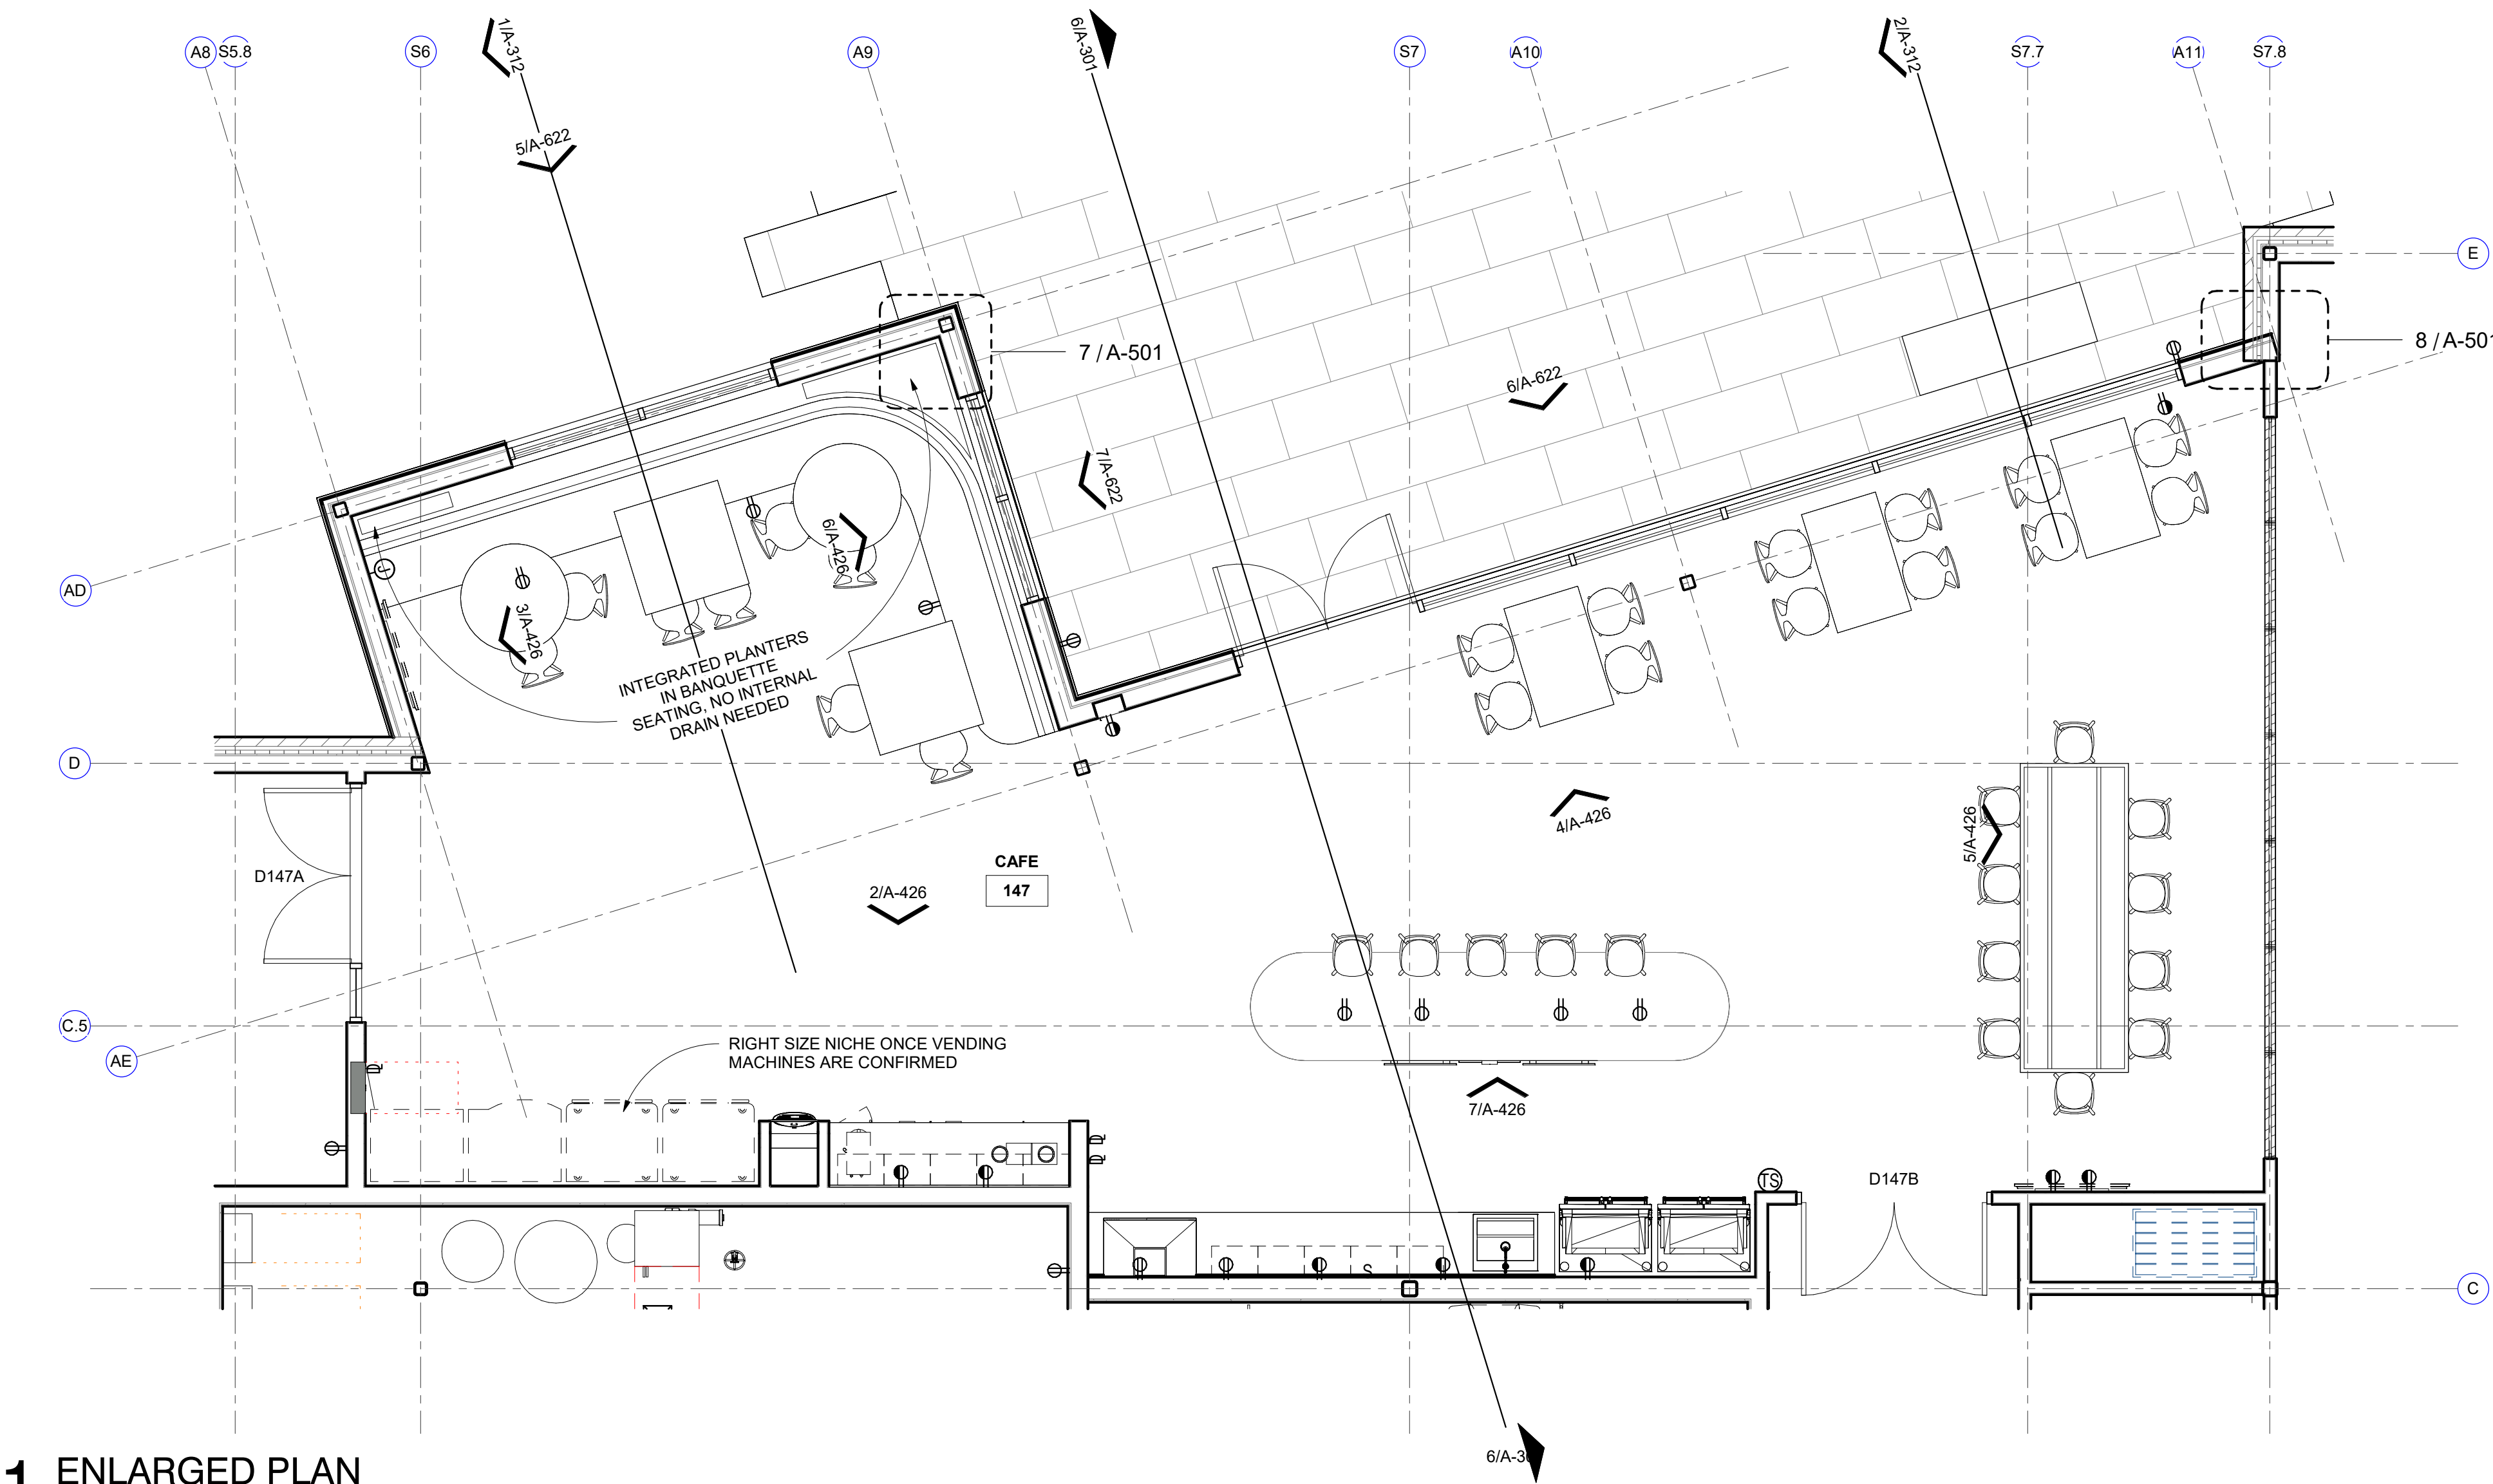 A8
S5.8
S6
1/A-312
A9
6/A-301
S7
A10
2/A-312
S7.7
A11
S7.8
5/A-622
E
7 / A-501
8 / A-501
6/A-622
7/A-622
6/A-426
J
AD
3/A-426
INTEGRATED PLANTERS
IN BANQUETTE
SEATING, NO INTERNAL
DRAIN NEEDED
D
4/A-426
5/A-426
CAFE
147
D147A
2/A-426
C.5
AE
RIGHT SIZE NICHE ONCE VENDING
MACHINES ARE CONFIRMED
7/A-426
TS
D147B
S
C
6/A-30
1 ENLARGED PLAN